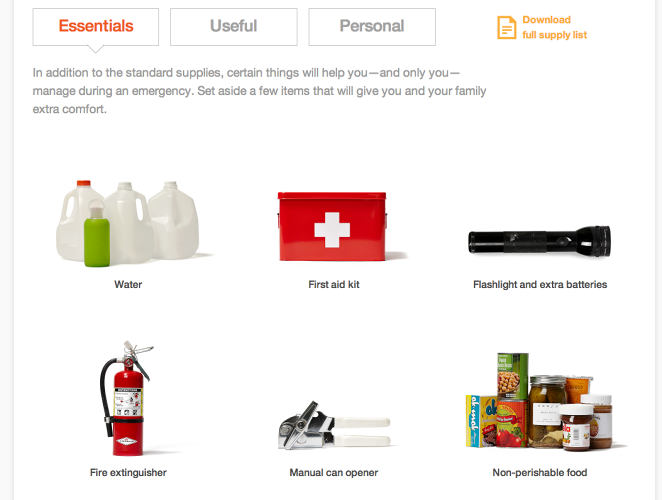 Essentials
Useful
Personal
Download
full supply list
In addition to the standard supplies, certain things will help you—and only you—
manage during an emergency. Set aside a few items that will give you and your family
extra comfort.
Water
First aid kit
Flashlight and extra batteries
Fire extinguisher
Manual can opener
Non-perishable food